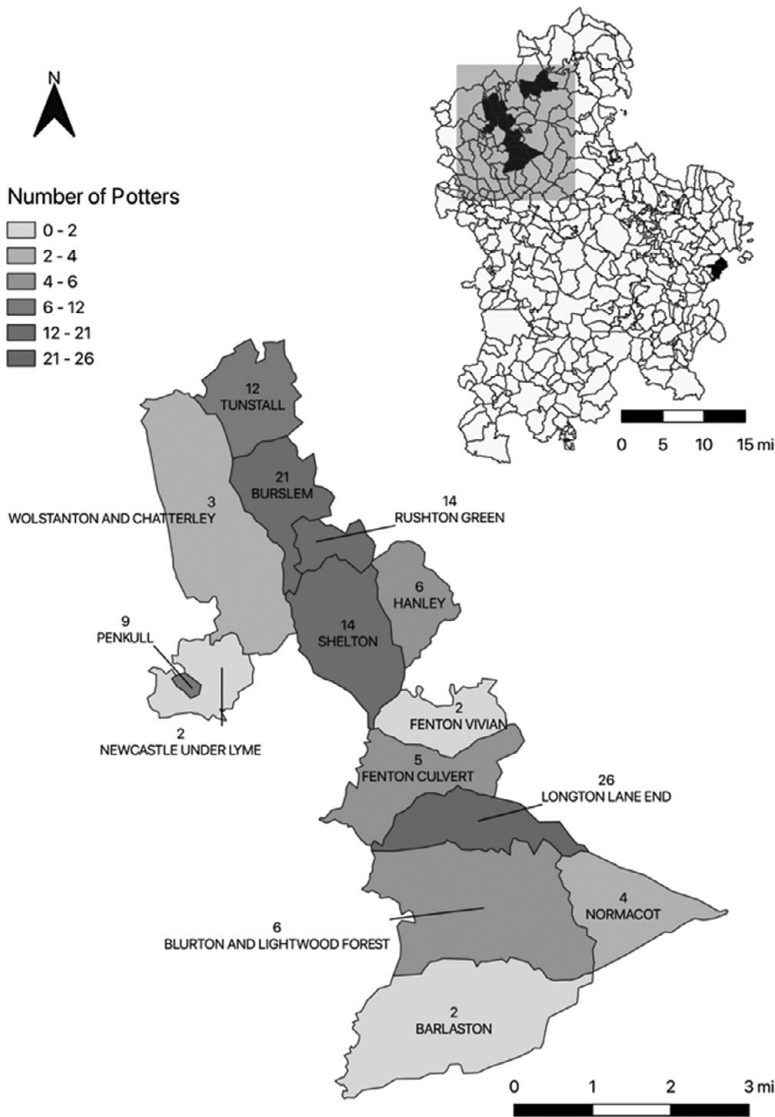 N
Number of Potters
0 - 2
2 - 4
4 - 6
6 - 12
12 - 21
21 - 26
0 5 10 15 mi
12
TUNSTALL
21
BURSLEM
14
RUSHTON GREEN
3
WOLSTANTON AND CHATTERLEY
6
HANLEY
14
SHELTON
9
PENKULL
2
NEWCASTLE UNDER LYME
2
FENTON VIVIAN
5
FENTON CULVERT
26
LONGTON LANE END
4
NORMACOT
6
BLURTON AND LIGHTWOOD FOREST
2
BARLASTON
0 1 2 3 mi